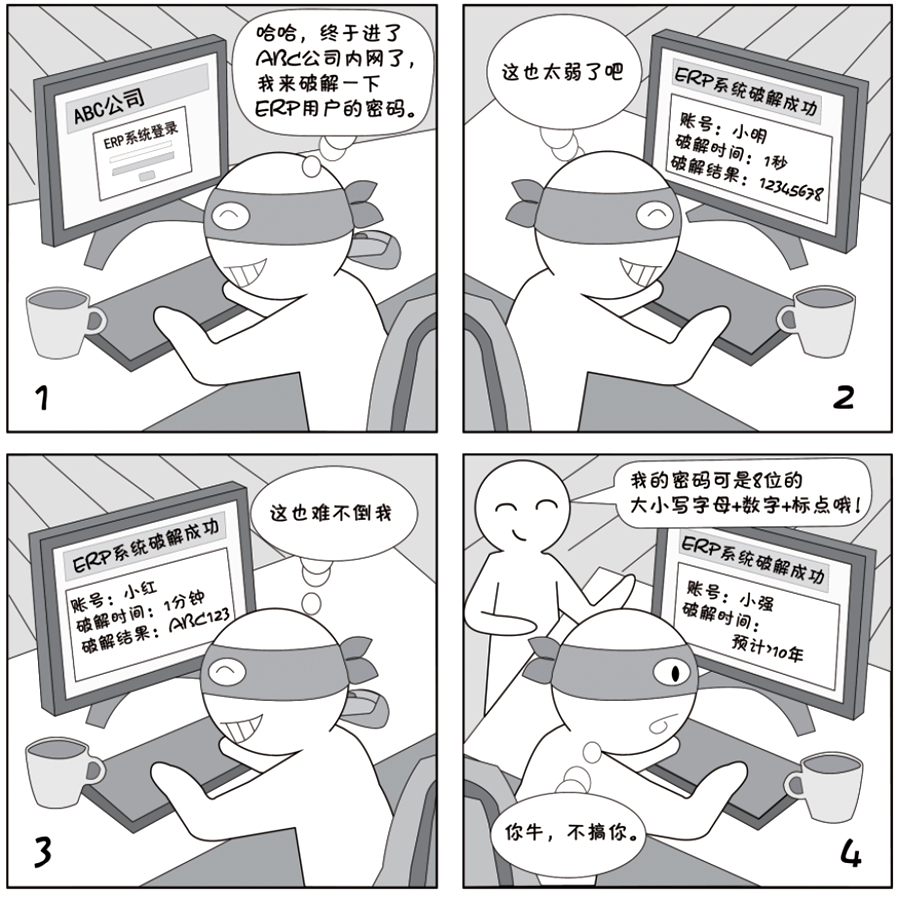 哈哈，终于进了
ABC公司内网了，
我来破解一下
ERP用户的密码。
ABC公司
ERP系统登录
1
这也太弱了吧
ERP系统破解成功
账号：小明
破解时间：1秒
破解结果：12345678
2
这也难不倒我
ERP系统破解成功
账号：小红
破解时间：1分钟
破解结果：ABC123
3
我的密码可是8位的
大小写字母+数字+标点哦！
ERP系统破解成功
账号：小强
破解时间：
预计>10年
你牛，不搞你。
4